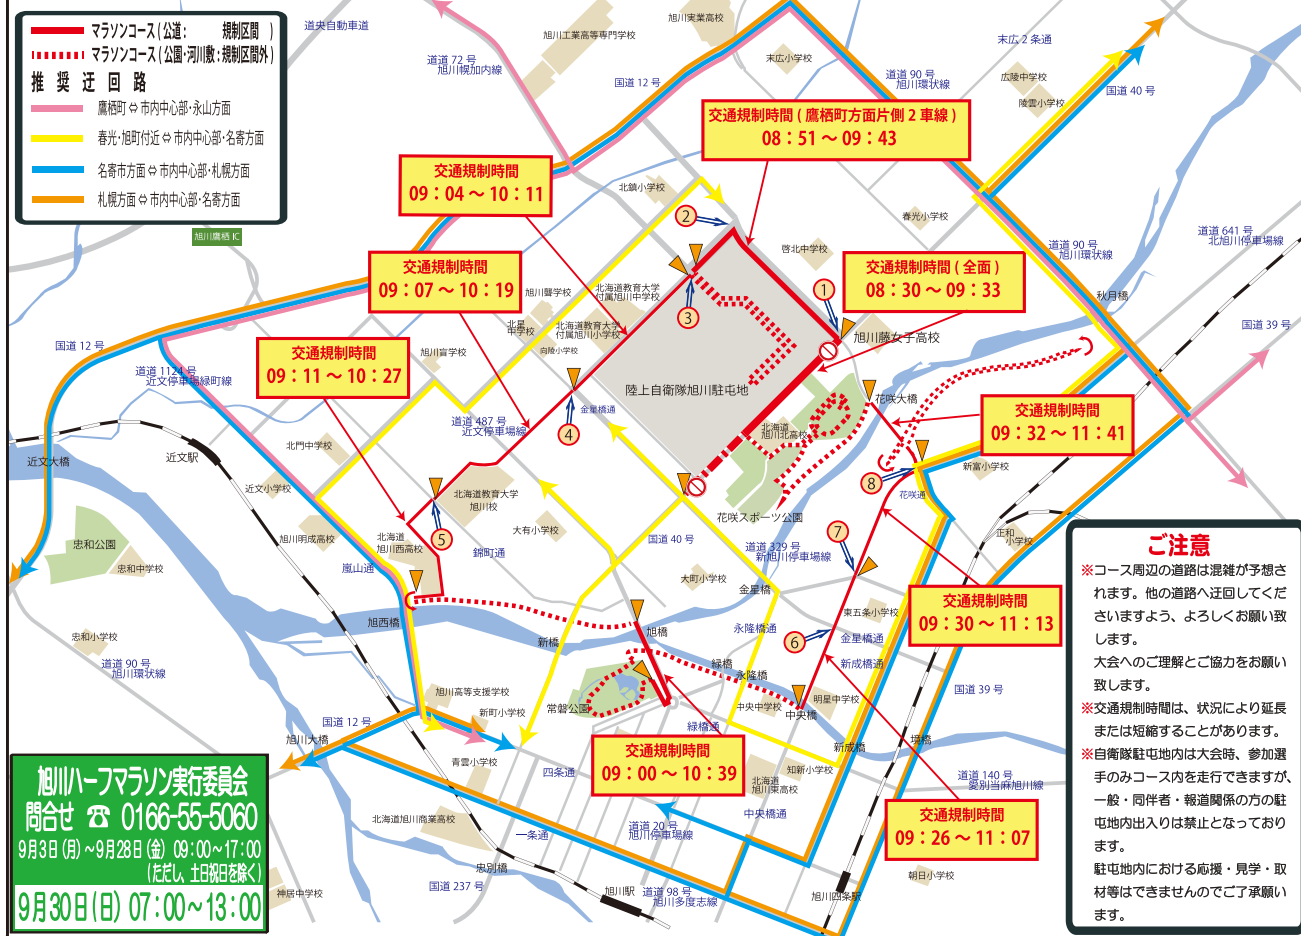 マラソンコース(公道: 規制区間 )
マラソンコース(公園・河川敷:規制区間外)
推奨迂回路
鷹栖町⇔市内中心部・永山方面
春光・旭町付近⇔市内中心部・名寄方面
名寄市方面⇔市内中心部・札幌方面
札幌方面⇔市内中心部・名寄方面
道央自動車道
旭川鷹栖 IC
道道 72 号
旭川幌加内線
旭川工業高等専門学校
旭川実業高校
国道 12 号
末広小学校
道道 90 号
旭川環状線
末広 2 条通
広陵中学校
陵雲小学校
国道 40 号
交通規制時間 ( 鷹栖町方面片側 2 車線 )
08:51~09:43
交通規制時間
09:04~10:11
北鎮小学校
②
春光小学校
啓北中学校
道道 90 号
旭川環状線
道道 641 号
北旭川停車場線
交通規制時間
09:07~10:19
交通規制時間 ( 全面 )
08:30~09:33
旭川聾学校
北海道教育大学
付属旭川中学校
①
③
秋月橋
国道 39 号
北星
中学校
北海道教育大学
付属旭川小学校
向陵小学校
旭川藤女子高校
国道 12 号
交通規制時間
09:11~10:27
旭川盲学校
道道 1124 号
近文停車場緑町線
陸上自衛隊旭川駐屯地
花咲大橋
交通規制時間
09:32~11:41
金星橋通
道道 487 号
近文停車場線
④
北海道
旭川北高校
近文大橋
近文駅
北門中学校
近文小学校
新富小学校
⑧
花咲通
北海道教育大学
旭川校
花咲スポーツ公園
旭川明成高校
北海道
旭川西高校
⑤
大有小学校
錦町通
国道 40 号
道道 329 号
新旭川停車場線
⑦
正和
小学校
忠和公園
忠和中学校
嵐山通
大町小学校
金星橋
東五条小学校
交通規制時間
09:30~11:13
旭西橋
新橋
旭橋
永隆橋通
⑥
金星橋通
新成橋通
忠和小学校
道道 90 号
旭川環状線
緑橋
永隆橋
国道 39 号
旭川高等支援学校
新町小学校
常磐公園
中央中学校
中央橋
明星中学校
緑橋通
国道 12 号
旭川大橋
新成橋
境橋
交通規制時間
09:00~10:39
青雲小学校
四条通
知新小学校
北海道
旭川東高校
道道 140 号
愛別当麻旭川線
北海道旭川商業高校
一条通
道道 20 号
旭川停車場線
中央橋通
交通規制時間
09:26~11:07
忠別橋
国道 237 号
旭川駅
道道 98 号
旭川多度志線
旭川四条駅
朝日小学校
神居中学校
旭川ハーフマラソン実行委員会
問合せ ☎ 0166-55-5060
9月3日(月)~9月28日(金) 09:00~17:00
(ただし、土日祝日を除く)
9月30日(日) 07:00~13:00
ご注意
※コース周辺の道路は混雑が予想さ
れます。他の道路へ迂回してくだ
さいますよう、よろしくお願い致
します。
大会へのご理解とご協力をお願い
致します。
※交通規制時間は、状況により延長
または短縮することがあります。
※自衛隊駐屯地内は大会時、参加選
手のみコース内を走行できますが、
一般・同伴者・報道関係の方の駐
屯地内出入りは禁止となっており
ます。
駐屯地内における応援・見学・取
材等はできませんのでご了承願い
ます。